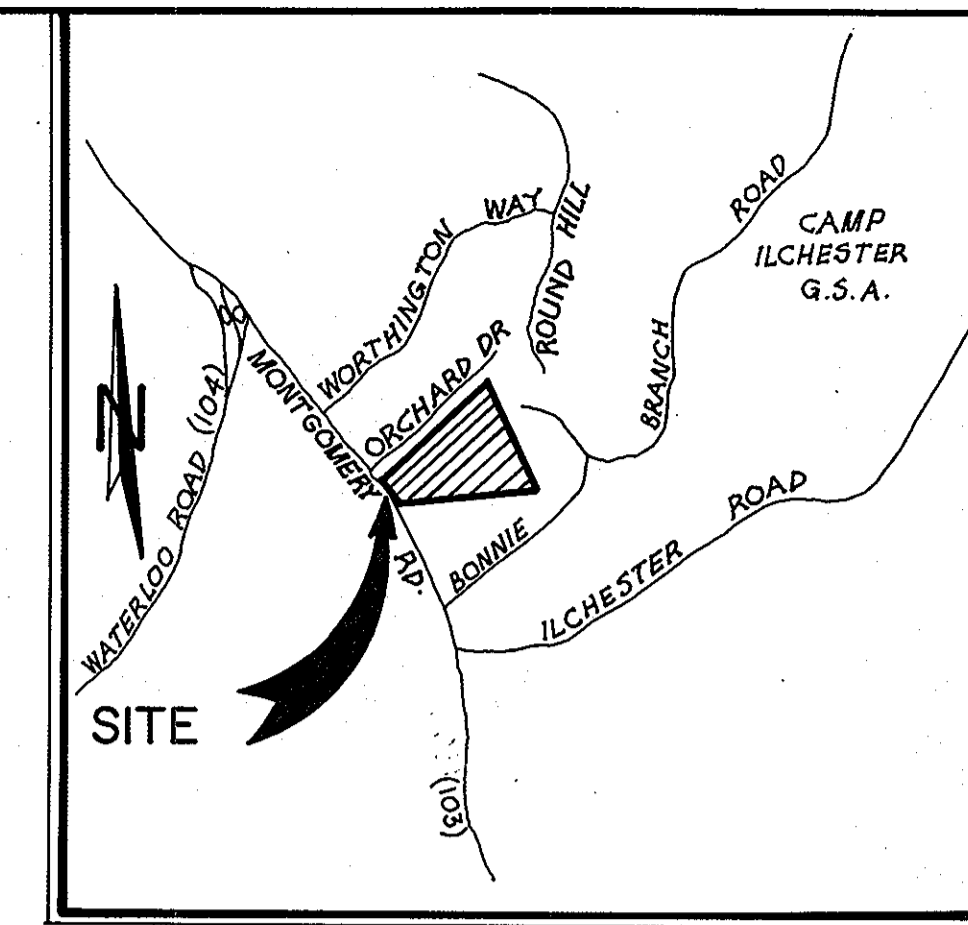 WORTHINGTON WAY
ROUND HILL
BRANCH ROAD
CAMP
ILCHESTER
G.S.A.
N
WATERLOO ROAD (104)
MONTGOMERY RD.
ORCHARD DR
BONNIE
ILCHESTER ROAD
SITE
(103)